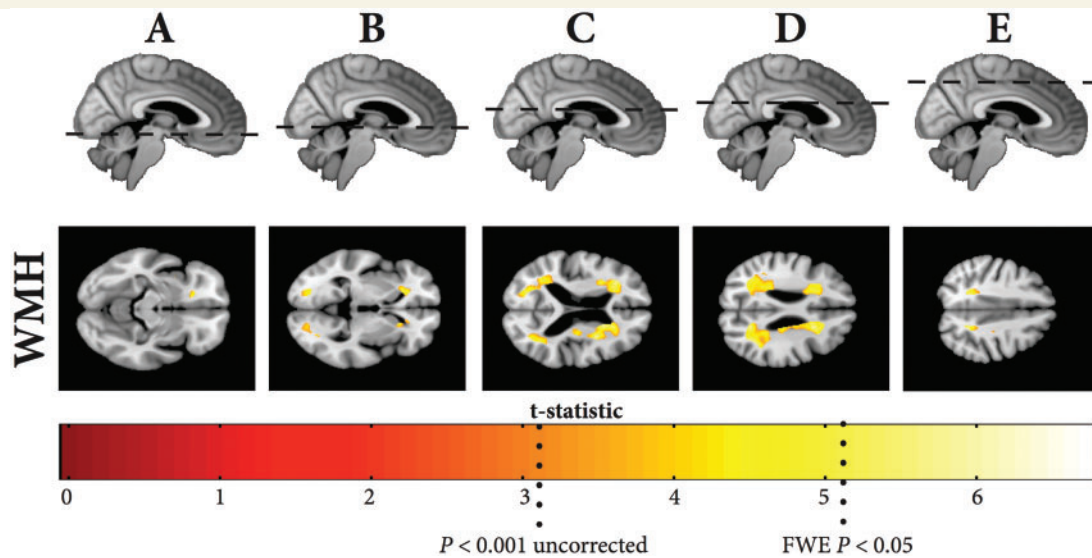 A B C D E
WMH
t-statistic
0 1 2 3 4 5 6
P < 0.001 uncorrected FWE P < 0.05